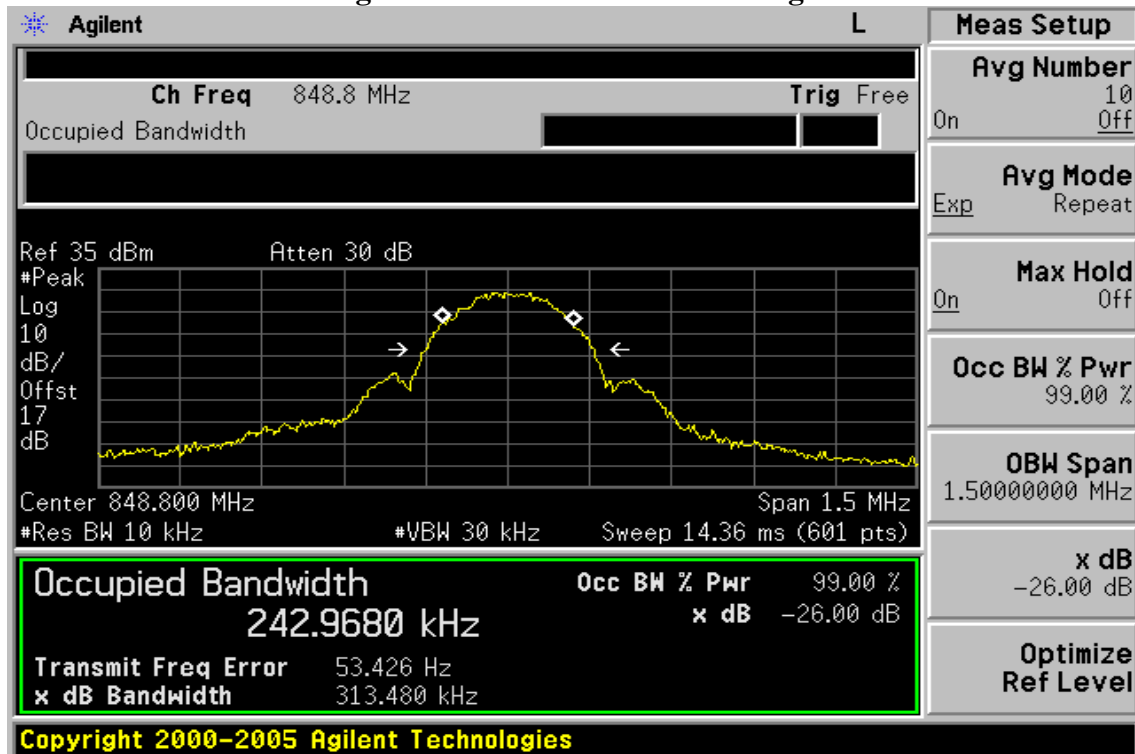 Agilent L
Meas Setup
Ch Freq 848.8 MHz Trig Free
Occupied Bandwidth
Ref 35 dBm Atten 30 dB
#Peak
Log
10
dB/
Offst
17
dB
Center 848.800 MHz Span 1.5 MHz
#Res BW 10 kHz #VBW 30 kHz Sweep 14.36 ms (601 pts)
Occupied Bandwidth Occ BW % Pwr 99.00 %
242.9680 kHz x dB -26.00 dB
Transmit Freq Error 53.426 Hz
x dB Bandwidth 313.480 kHz
Copyright 2000-2005 Agilent Technologies
Avg Number
10
On Off
Avg Mode
Exp Repeat
Max Hold
On Off
Occ BW % Pwr
99.00 %
OBW Span
1.50000000 MHz
x dB
-26.00 dB
Optimize
Ref Level